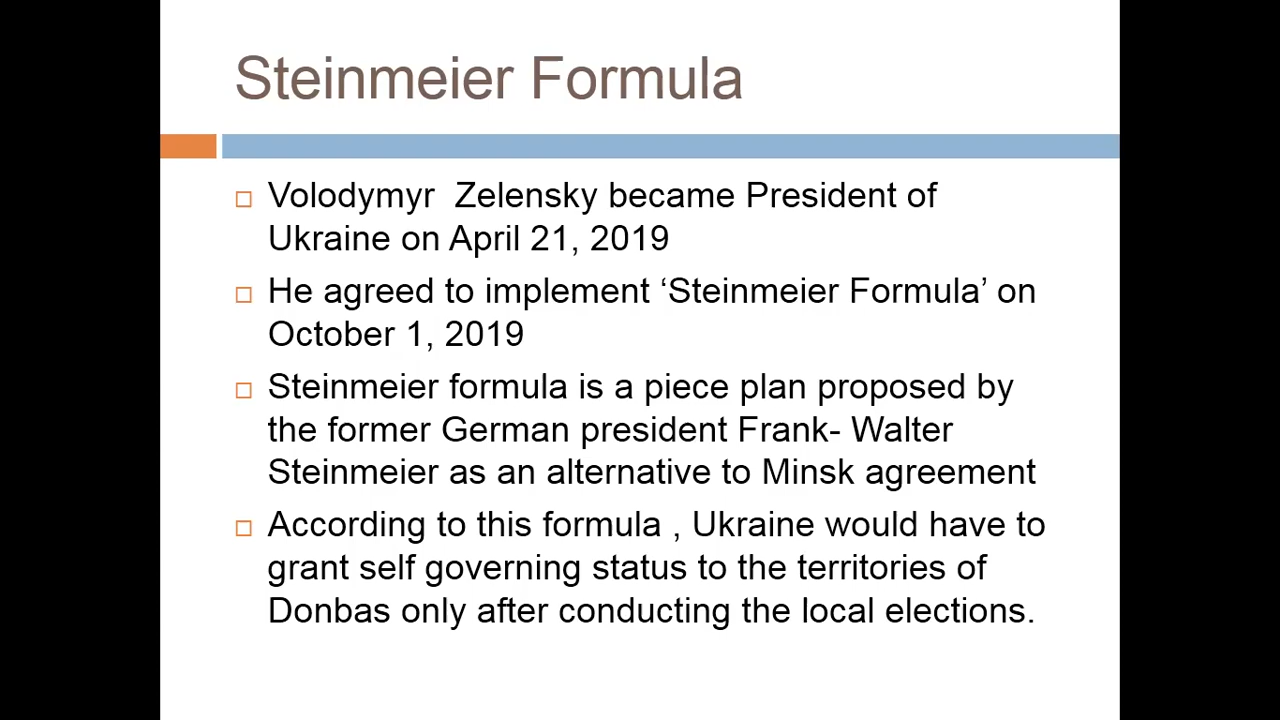 Steinmeier Formula
Volodymyr  Zelensky became President of
Ukraine on April 21, 2019
He agreed to implement ‘Steinmeier Formula’ on
October 1, 2019
Steinmeier formula is a piece plan proposed by
the former German president Frank- Walter
Steinmeier as an alternative to Minsk agreement
According to this formula , Ukraine would have to
grant self governing status to the territories of
Donbas only after conducting the local elections.